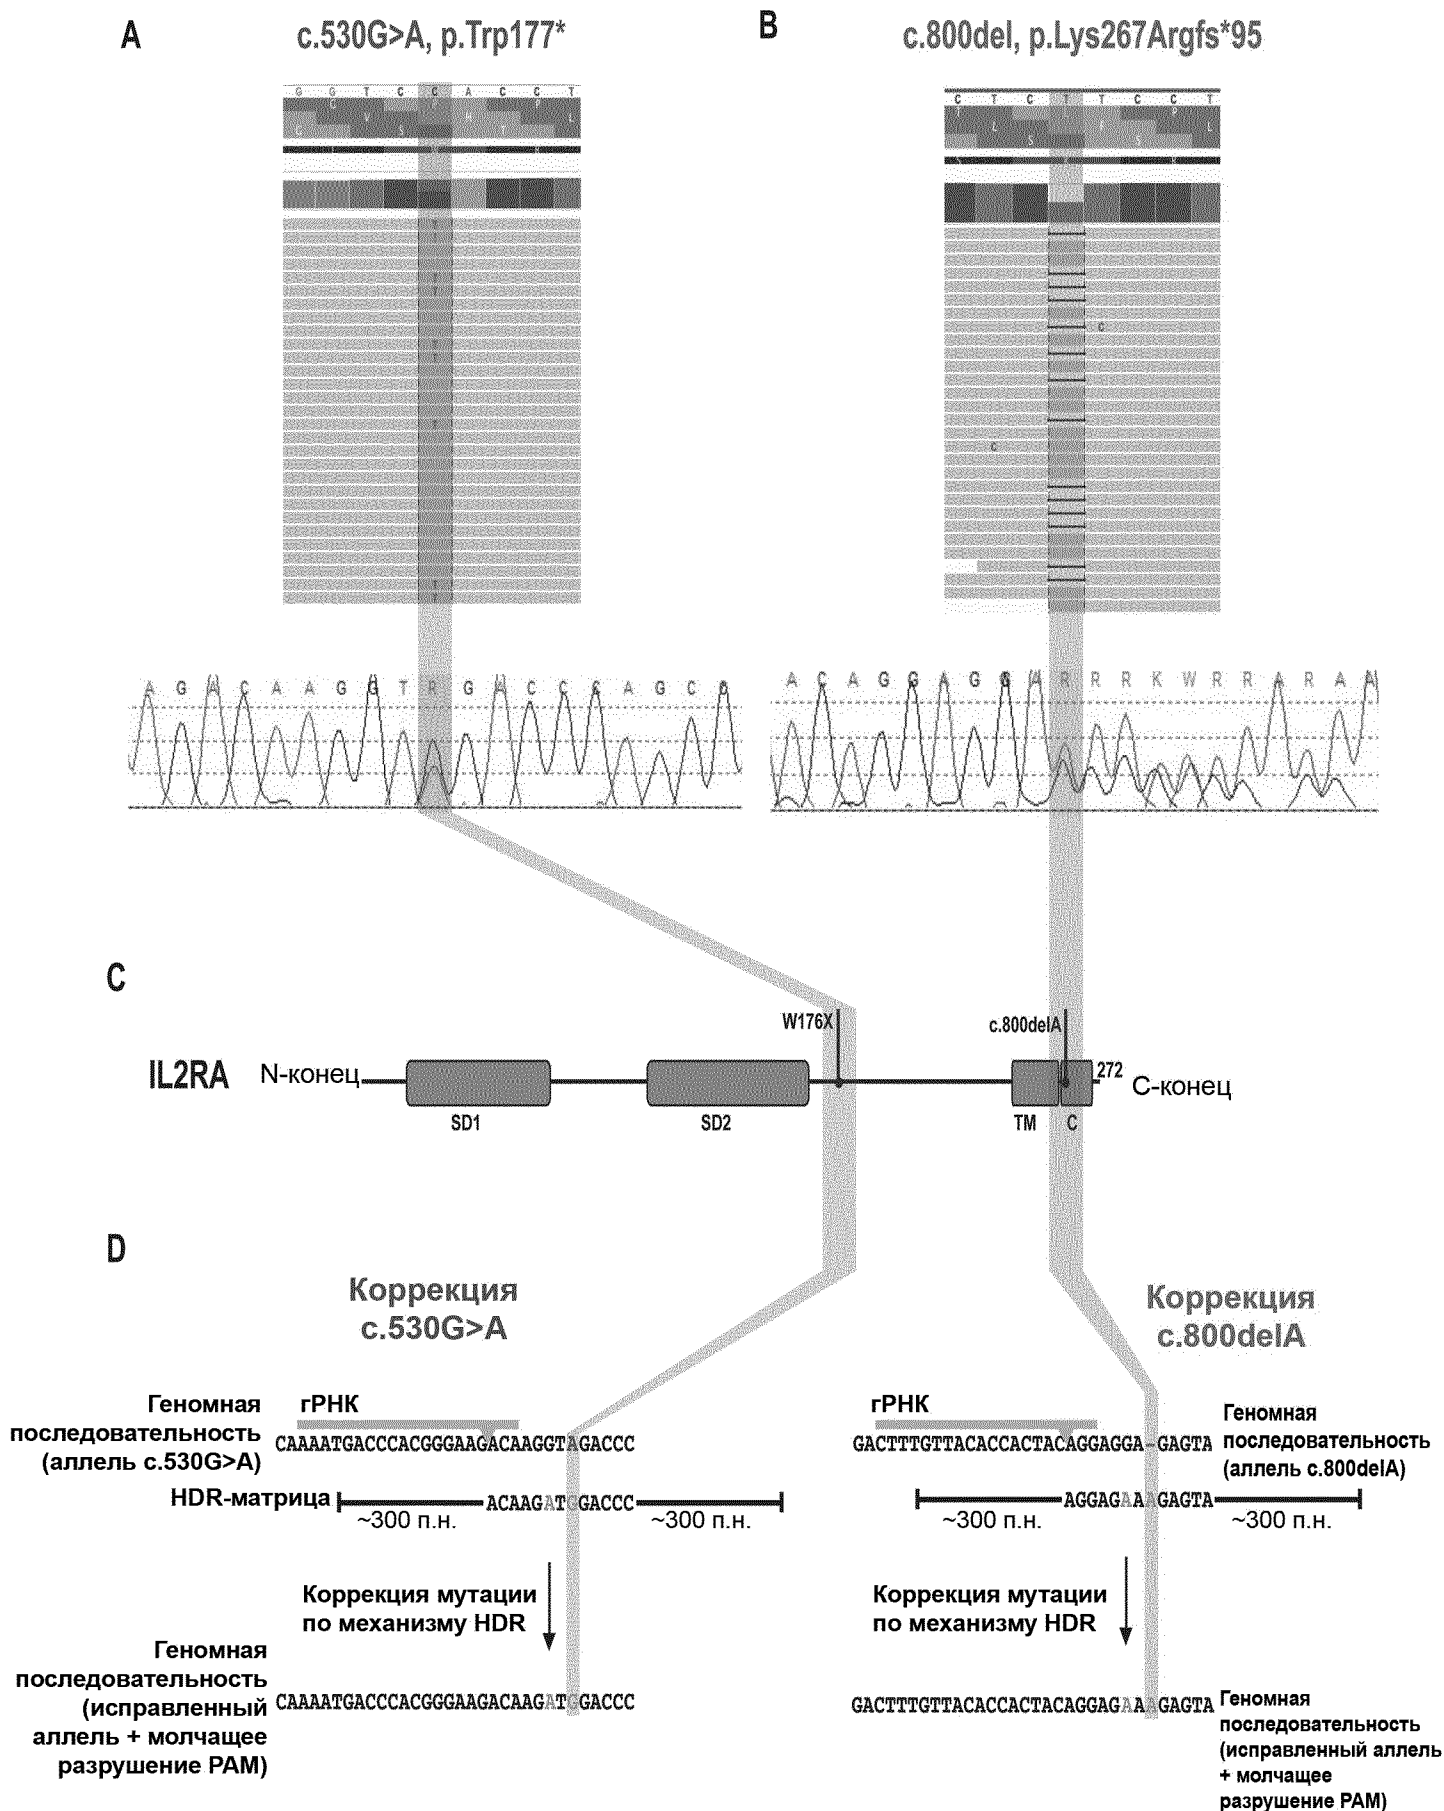 A
c.530G>A, p.Trp177*
B
c.800del, p.Lys267Argfs*95
G G T C C A C C T
C T C T T C C T
T
T
T
T
T
T
T
T
T
C
C
A G A C A A G G T R G A C C C A G C C
A C A G G A G G A R R R K W R R A R A A
C
W176X
c.800delA
IL2RA
N-конец
272
C-конец
SD1
SD2
TM
C
D
Коррекция
c.530G>A
Коррекция
c.800delA
Геномная
последовательность
(аллель c.530G>A)
гРНК
CAAAATGACCCACGGGAAGACAAGGTAGACCC
гРНК
GACTTTGTTACACCACTACAGGAGGA-GAGTA
Геномная
последовательность
(аллель c.800delA)
HDR-матрица
ACAAGATGGACCC
~300 п.н.
~300 п.н.
AGGAGAAAGAGTA
~300 п.н.
~300 п.н.
Коррекция мутации
по механизму HDR
Коррекция мутации
по механизму HDR
Геномная
последовательность
(исправленный
аллель + молчащее
разрушение PAM)
CAAAATGACCCACGGGAAGACAAGATGGACCC
GACTTTGTTACACCACTACAGGAGAAAGAGTA
Геномная
последовательность
(исправленный аллель
+ молчащее
разрушение PAM)